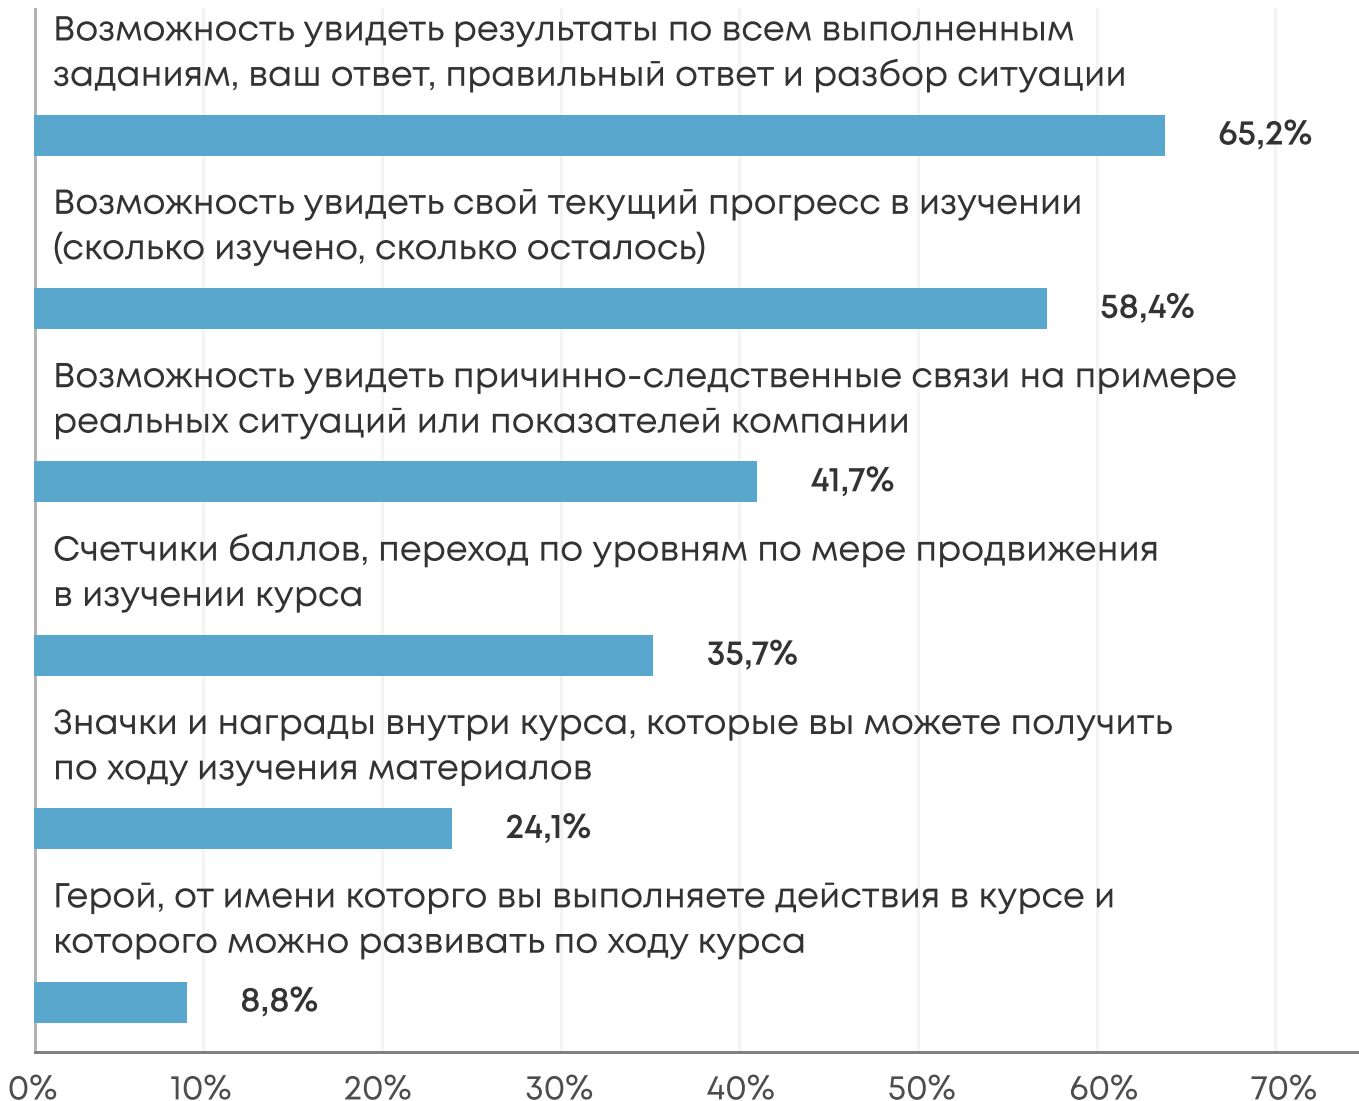 Возможность увидеть результаты по всем выполненным
заданиям, ваш ответ, правильный ответ и разбор ситуации
65,2%
Возможность увидеть свой текущий прогресс в изучении
(сколько изучено, сколько осталось)
58,4%
Возможность увидеть причинно-следственные связи на примере
реальных ситуаций или показателей компании
41,7%
Счетчики баллов, переход по уровням по мере продвижения
в изучении курса
35,7%
Значки и награды внутри курса, которые вы можете получить
по ходу изучения материалов
24,1%
Герой, от имени которго вы выполняете действия в курсе и
которого можно развивать по ходу курса
8,8%
0% 10% 20% 30% 40% 50% 60% 70%